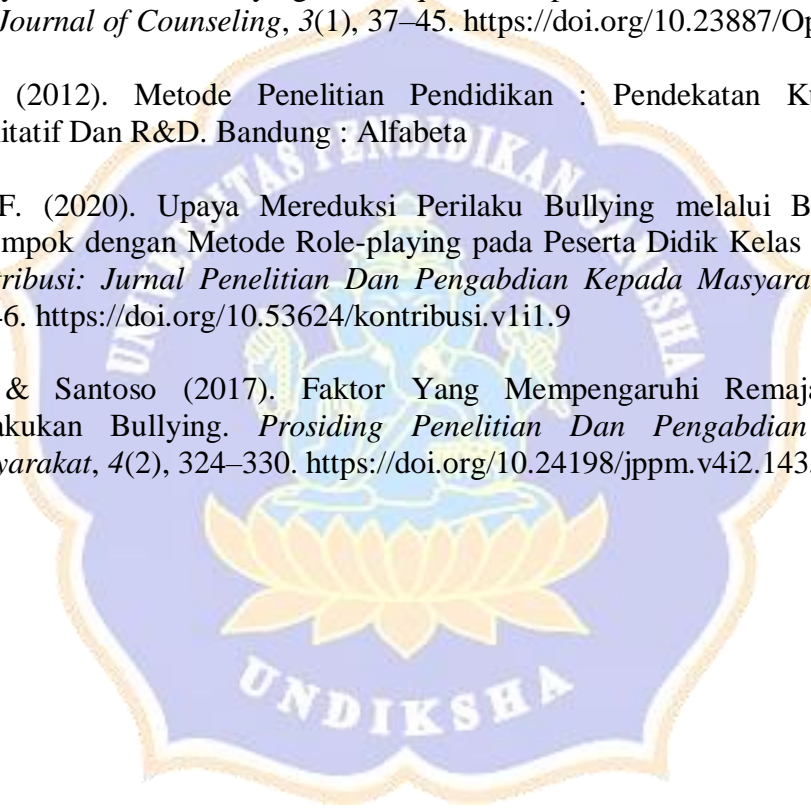 Journal of Counseling, 3(1), 37–45. https://doi.org/10.23887/Op
(2012). Metode Penelitian Pendidikan : Pendekatan Ku
itatif Dan R&D. Bandung : Alfabeta
F. (2020). Upaya Mereduksi Perilaku Bullying melalui B
mpok dengan Metode Role-playing pada Peserta Didik Kelas
tribusi: Jurnal Penelitian Dan Pengabdian Kepada Masyara
6. https://doi.org/10.53624/kontribusi.v1i1.9
& Santoso (2017). Faktor Yang Mempengaruhi Remaja
akukan Bullying. Prosiding Penelitian Dan Pengabdian
yarakat, 4(2), 324–330. https://doi.org/10.24198/jppm.v4i2.143
UNIVERSITAS PENDIDIKAN GANESHA
UNDIKSHA